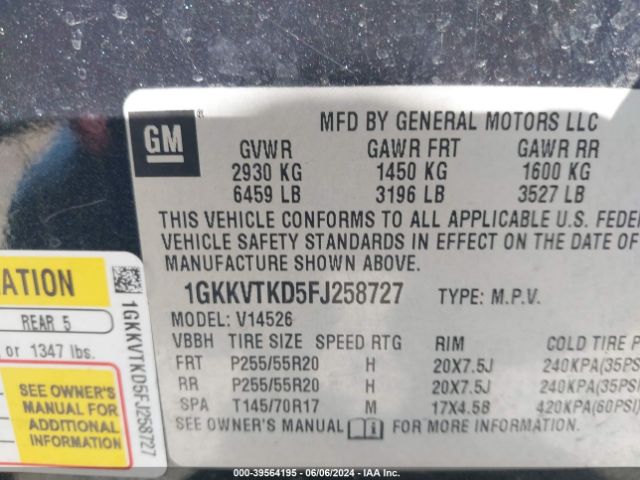 GM
MFD BY GENERAL MOTORS LLC
GVWR GAWR FRT GAWR RR
2930 KG 1450 KG 1600 KG
6459 LB 3196 LB 3527 LB
THIS VEHICLE CONFORMS TO ALL APPLICABLE U.S. FEDE
VEHICLE SAFETY STANDARDS IN EFFECT ON THE DATE OF
MANUFACTURE SHOWN ABOVE.
1GKKVTKD5FJ258727 TYPE: M.P.V.
MODEL: V14526
VBBH TIRE SIZE SPEED RTG RIM COLD TIRE P
FRT P255/55R20 H 20X7.5J 240KPA(35PS
RR P255/55R20 H 20X7.5J 240KPA(35PS
SPA T145/70R17 M 17X4.5B 420KPA(60PSI)
SEE OWNER'S MANUAL FOR MORE INFORMATION.
ATION
REAR 5
or 1347 lbs.
SEE OWNER'S
MANUAL FOR
ADDITIONAL
INFORMATION
1GKKVTKD5FJ258727
000-39564195 - 06/06/2024 - IAA Inc.